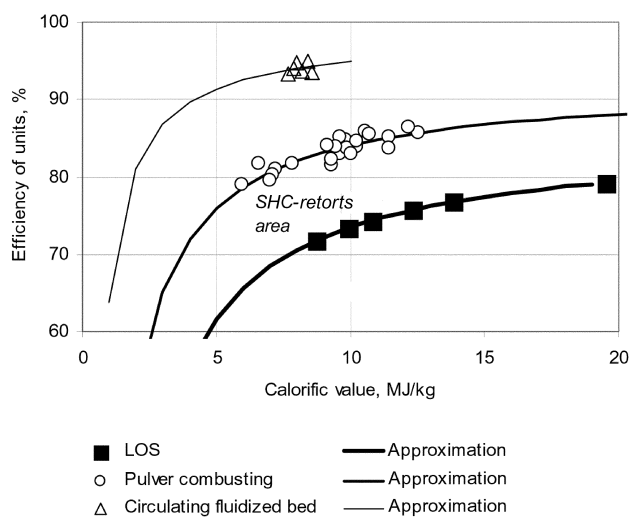 100
90
80
70
60
Efficiency of units, %
SHC-retorts
area
0
5
10
15
20
Calorific value, MJ/kg
LOS
Approximation
Pulver combusting
Approximation
Circulating fluidized bed
Approximation